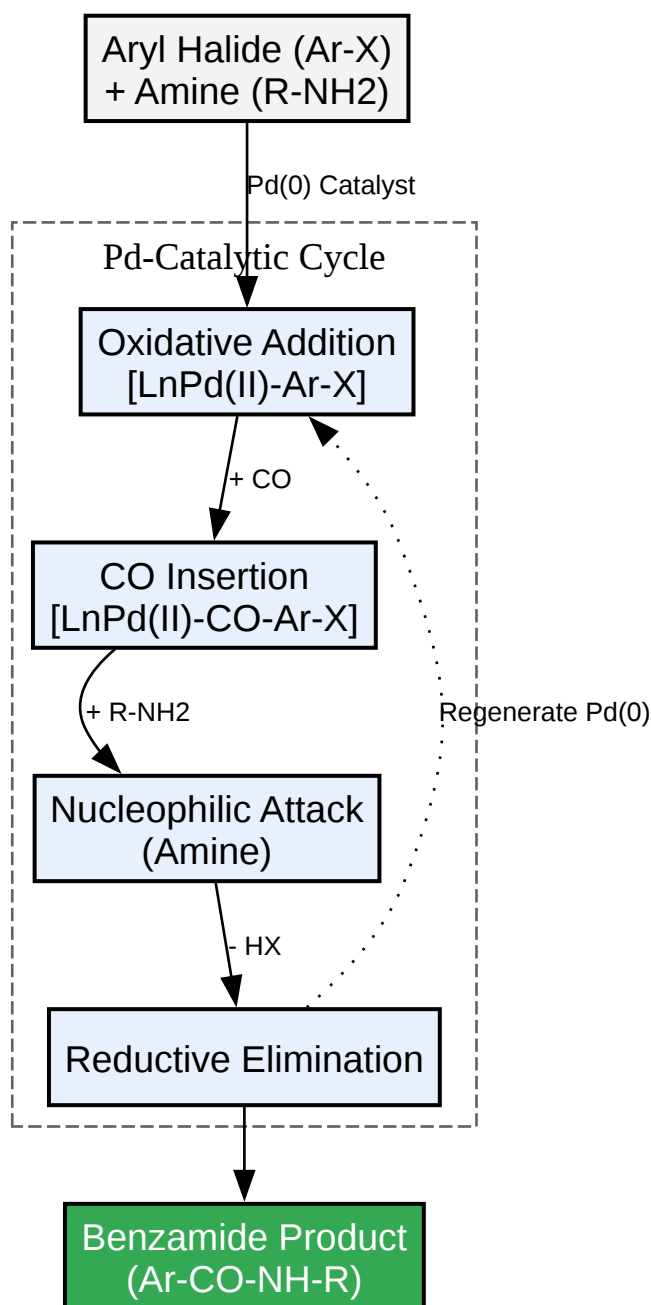 Aryl Halide (Ar-X)
+ Amine (R-NH2)
Pd(0) Catalyst
Pd-Catalytic Cycle
Oxidative Addition
[LnPd(II)-Ar-X]
+ CO
CO Insertion
[LnPd(II)-CO-Ar-X]
+ R-NH2
Regenerate Pd(0)
Nucleophilic Attack
(Amine)
- HX
Reductive Elimination
Benzamide Product
(Ar-CO-NH-R)